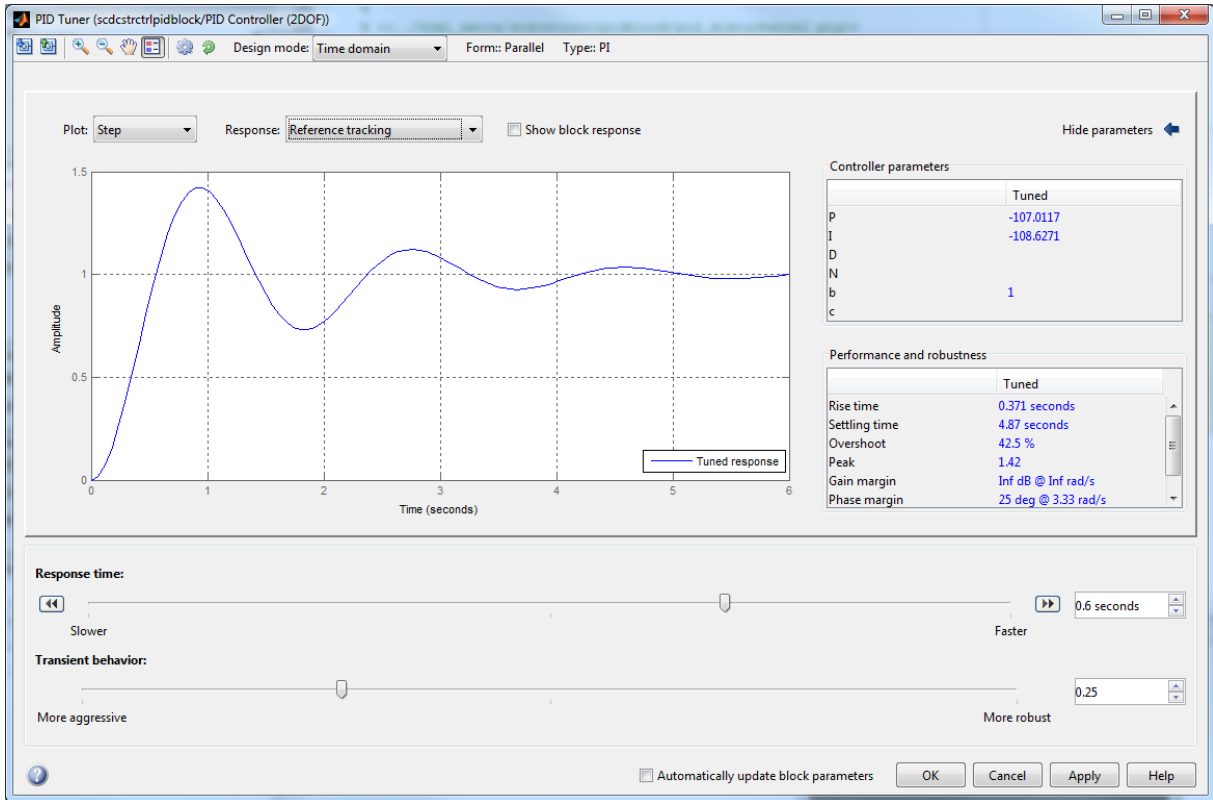 PID Tuner (scdcstrctrlpidblock/PID Controller (2DOF))
Design mode: Time domain Form:: Parallel Type:: PI
Plot: Step Response: Reference tracking Show block response Hide parameters
Controller parameters
Tuned
P -107.0117
I -108.6271
D
N
b 1
c
Performance and robustness
Tuned
Rise time 0.371 seconds
Settling time 4.87 seconds
Overshoot 42.5 %
Peak 1.42
Gain margin Inf dB @ Inf rad/s
Phase margin 25 deg @ 3.33 rad/s
1.5
1
0.5
0
Amplitude
Tuned response
0 1 2 3 4 5 6
Time (seconds)
Response time:
0.6 seconds
Slower Faster
Transient behavior:
0.25
More aggressive More robust
Automatically update block parameters OK Cancel Apply Help